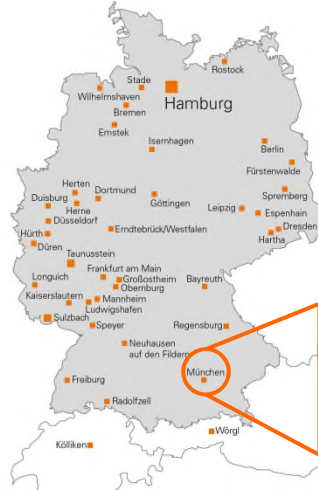 Rostock
Stade
Wilhelmshaven
Hamburg
Bremen
Emstek
Isernhagen
Berlin
Fürstenwalde
Herten
Dortmund
Göttingen
Spremberg
Duisburg
Herne
Leipzig
Espenhain
Düsseldorf
Erndtebrück/Westfalen
Dresden
Hürth
Hartha
Düren
Taunusstein
Frankfurt am Main
Longuich
Großostheim
Bayreuth
Obernburg
Kaiserslautern
Mannheim
Ludwigshafen
Sulzbach
Speyer
Regensburg
Neuhausen
auf den Fildern
München
Freiburg
Radolfzell
Wörgl
Kölliken